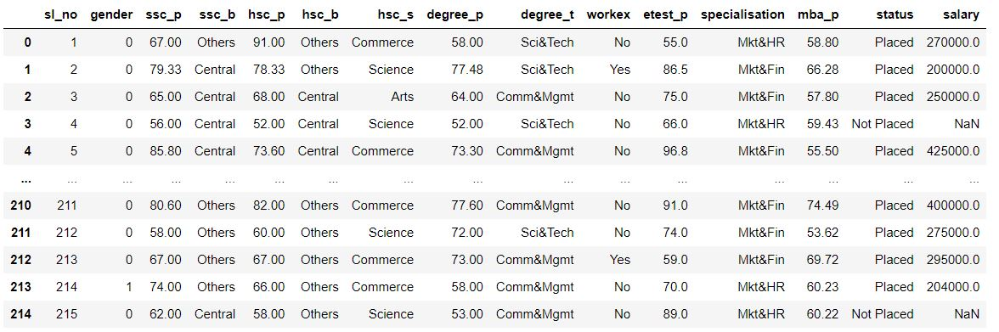 sl_no gender ssc_p ssc_b hsc_p hsc_b hsc_s degree_p degree_t workex etest_p specialisation mba_p status salary
0 1 0 67.00 Others 91.00 Others Commerce 58.00 Sci&Tech No 55.0 Mkt&HR 58.80 Placed 270000.0
1 2 0 79.33 Central 78.33 Others Science 77.48 Sci&Tech Yes 86.5 Mkt&Fin 66.28 Placed 200000.0
2 3 0 65.00 Central 68.00 Central Arts 64.00 Comm&Mgmt No 75.0 Mkt&Fin 57.80 Placed 250000.0
3 4 0 56.00 Central 52.00 Central Science 52.00 Sci&Tech No 66.0 Mkt&HR 59.43 Not Placed NaN
4 5 0 85.80 Central 73.60 Central Commerce 73.30 Comm&Mgmt No 96.8 Mkt&Fin 55.50 Placed 425000.0
... ... ... ... ... ... ... ... ... ... ... ... ... ... ... ...
210 211 0 80.60 Others 82.00 Others Commerce 77.60 Comm&Mgmt No 91.0 Mkt&Fin 74.49 Placed 400000.0
211 212 0 58.00 Others 60.00 Others Science 72.00 Sci&Tech No 74.0 Mkt&Fin 53.62 Placed 275000.0
212 213 0 67.00 Others 67.00 Others Commerce 73.00 Comm&Mgmt Yes 59.0 Mkt&Fin 69.72 Placed 295000.0
213 214 1 74.00 Others 66.00 Others Commerce 58.00 Comm&Mgmt No 70.0 Mkt&HR 60.23 Placed 204000.0
214 215 0 62.00 Central 58.00 Others Science 53.00 Comm&Mgmt No 89.0 Mkt&HR 60.22 Not Placed NaN